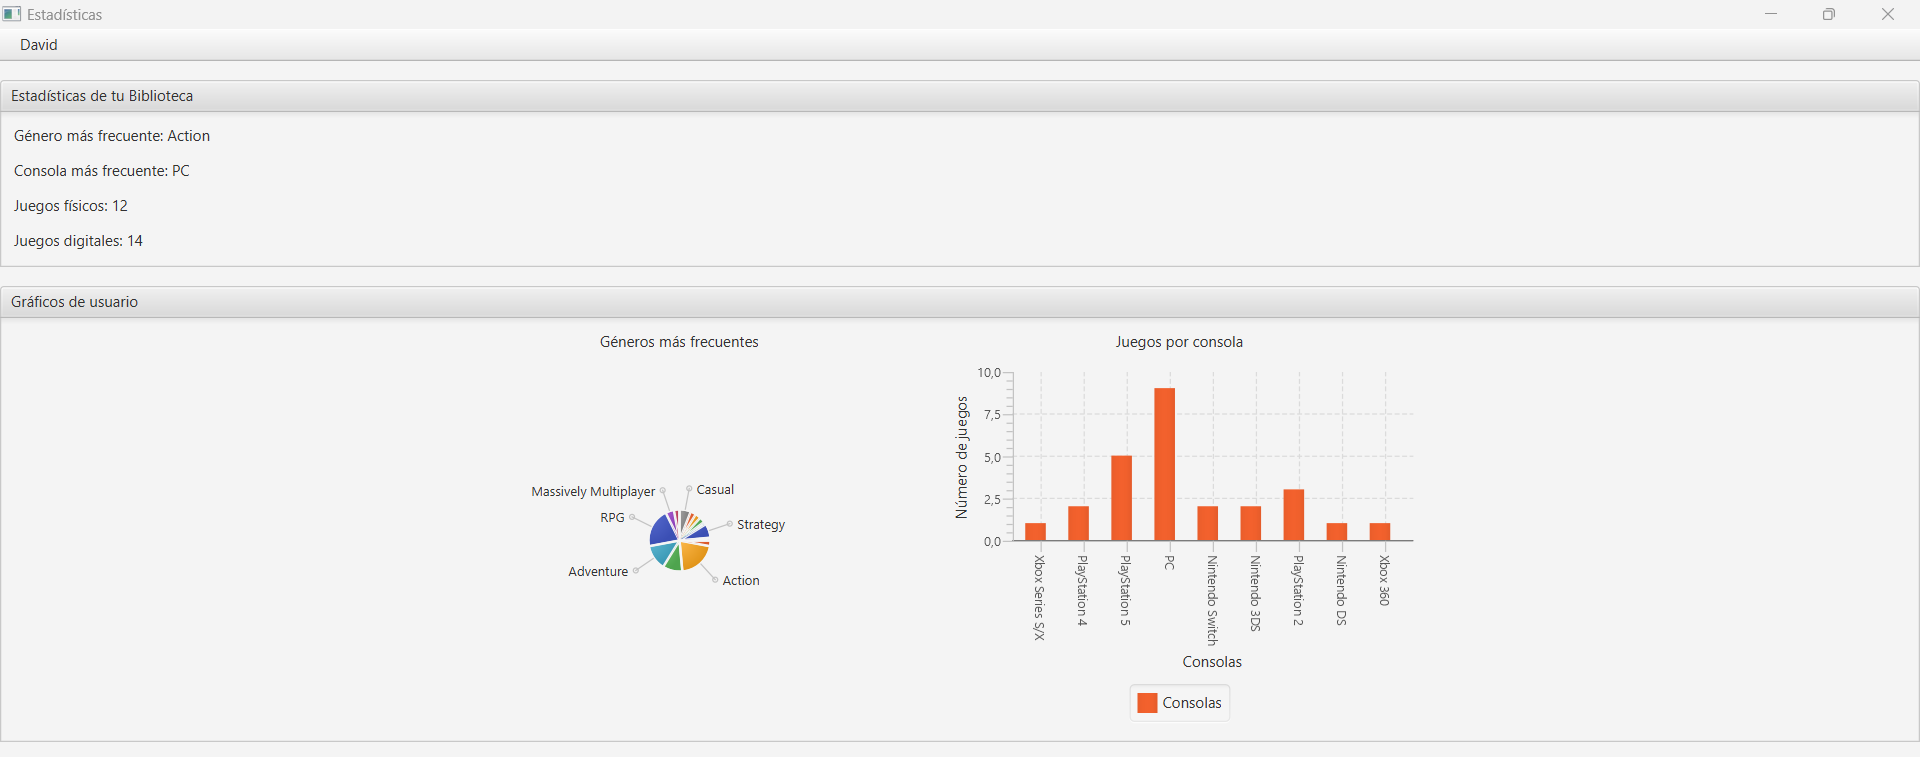 Estadísticas
David
Estadísticas de tu Biblioteca
Género más frecuente: Action
Consola más frecuente: PC
Juegos físicos: 12
Juegos digitales: 14
Gráficos de usuario
Géneros más frecuentes
Massively Multiplayer
Casual
RPG
Strategy
Adventure
Action
Juegos por consola
Número de juegos
10,0
7,5
5,0
2,5
0,0
Xbox Series S/X
PlayStation 4
PlayStation 5
PC
Nintendo Switch
Nintendo 3DS
PlayStation 2
Nintendo DS
Xbox 360
Consolas
Consolas